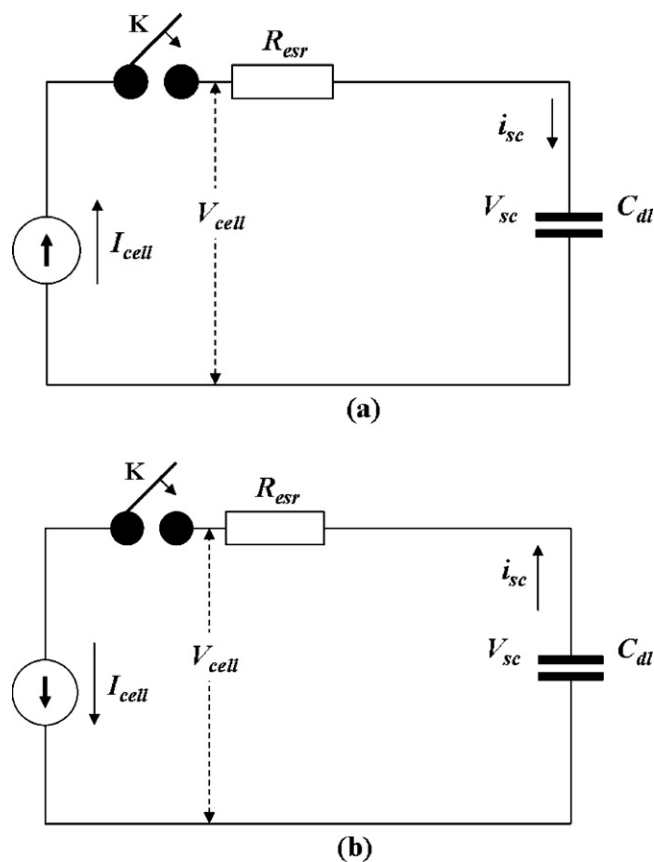 K
R_esr
i_sc
V_cell
V_sc
C_dl
I_cell
(a)
K
R_esr
i_sc
V_cell
V_sc
C_dl
I_cell
(b)